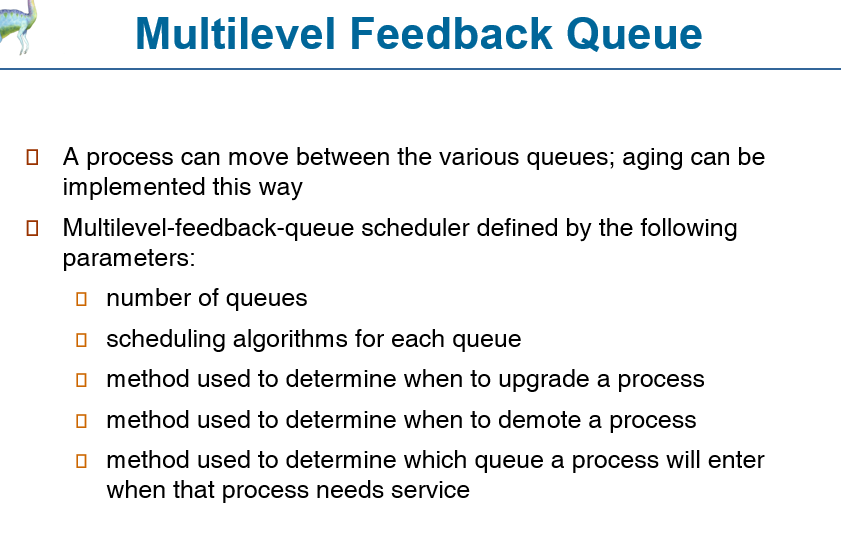 Multilevel Feedback Queue
A process can move between the various queues; aging can be
implemented this way
Multilevel-feedback-queue scheduler defined by the following
parameters:
number of queues
scheduling algorithms for each queue
method used to determine when to upgrade a process
method used to determine when to demote a process
method used to determine which queue a process will enter
when that process needs service